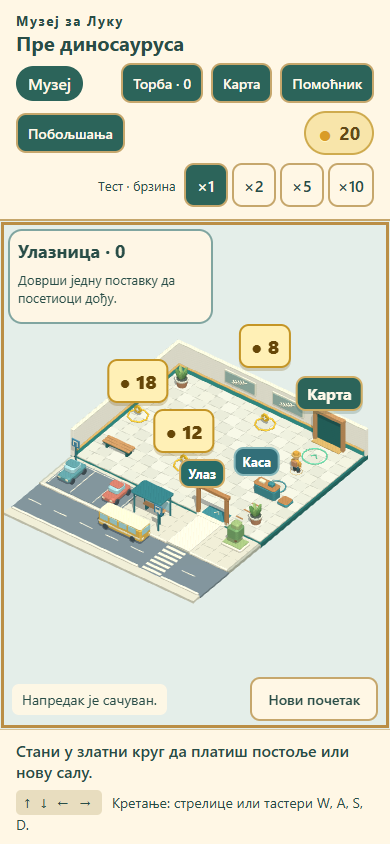 Музеј за Луку
Пре диносауруса
Музеј
Торба · 0
Карта
Помоћник
Побољшања
20
Тест · брзина
×1
×2
×5
×10
Улазница · 0
Доврши једну поставку да
посетиоци дођу.
8
18
Карта
12
Улаз
Каса
Напредак је сачуван.
Нови почетак
Стани у златни круг да платиш постоље или
нову салу.
↑ ↓ ← → Кретање: стрелице или тастери W, A, S,
D.